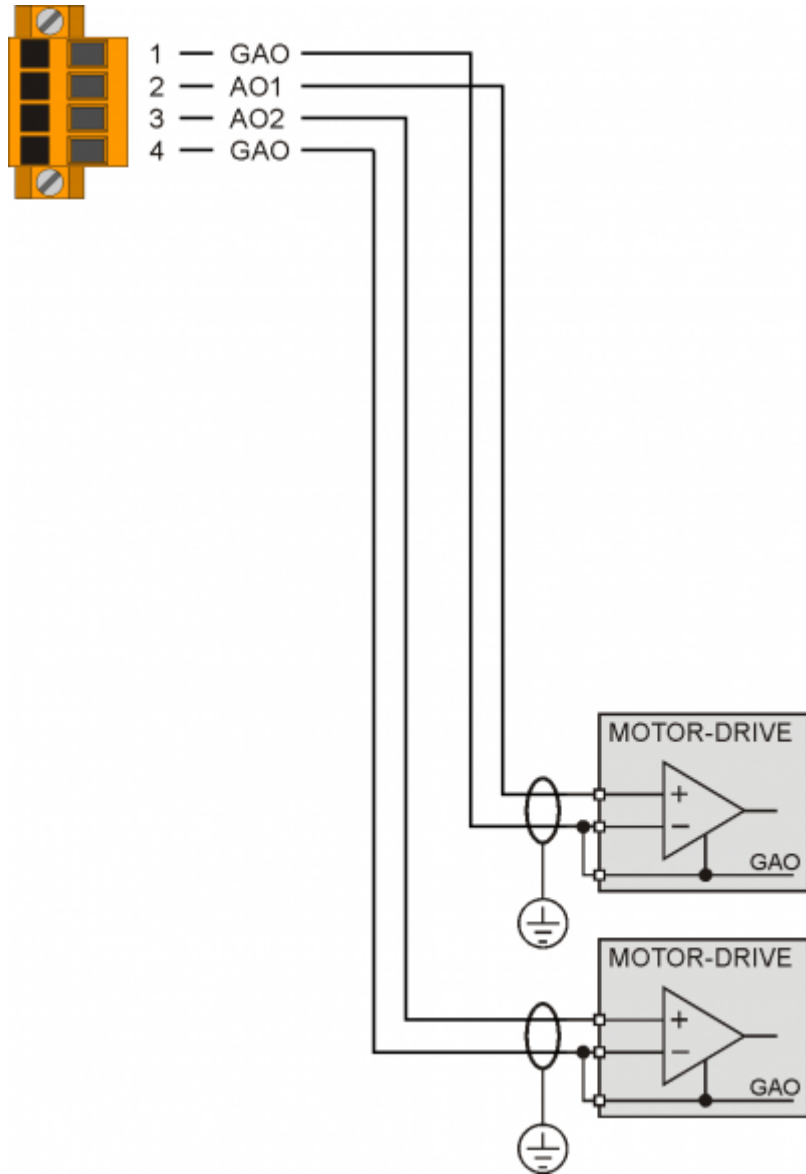 1 — GAO
2 — AO1
3 — AO2
4 — GAO
MOTOR-DRIVE
+
−
GAO
MOTOR-DRIVE
+
−
GAO